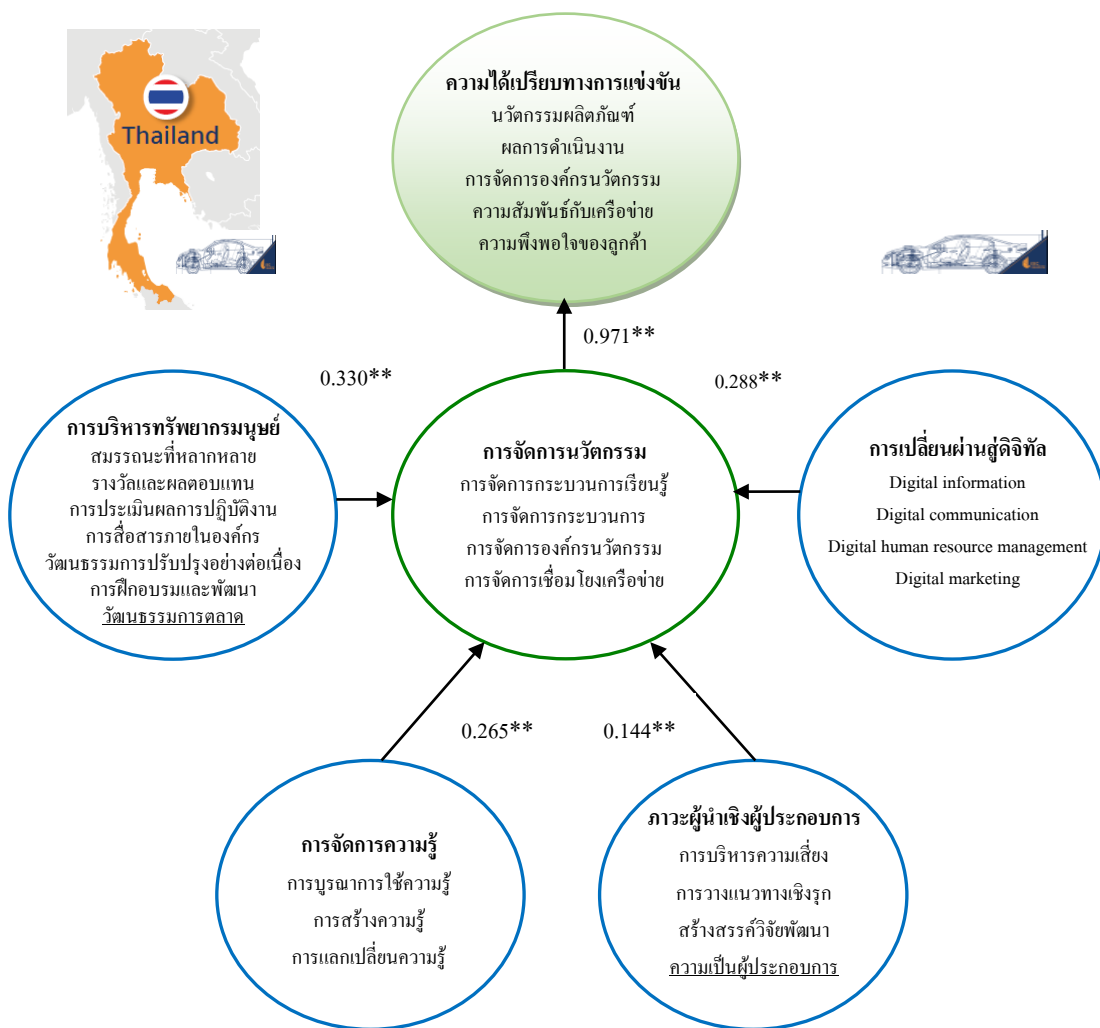 Thailand
ความได้เปรียบทางการแข่งขัน
นวัตกรรมผลิตภัณฑ์
ผลการดำเนินงาน
การจัดการองค์กรนวัตกรรม
ความสัมพันธ์กับเครือข่าย
ความพึงพอใจของลูกค้า
0.971**
0.330**
0.288**
การบริหารทรัพยากรมนุษย์
สมรรถนะที่หลากหลาย
รางวัลและผลตอบแทน
การประเมินผลการปฏิบัติงาน
การสื่อสารภายในองค์กร
วัฒนธรรมการปรับปรุงอย่างต่อเนื่อง
การฝึกอบรมและพัฒนา
วัฒนธรรมการตลาด
การจัดการนวัตกรรม
การจัดการกระบวนการเรียนรู้
การจัดการกระบวนการ
การจัดการองค์กรนวัตกรรม
การจัดการเชื่อมโยงเครือข่าย
การเปลี่ยนผ่านสู่ดิจิทัล
Digital information
Digital communication
Digital human resource management
Digital marketing
0.265**
0.144**
การจัดการความรู้
การบูรณาการใช้ความรู้
การสร้างความรู้
การแลกเปลี่ยนความรู้
ภาวะผู้นำเชิงผู้ประกอบการ
การบริหารความเสี่ยง
การวางแนวทางเชิงรุก
สร้างสรรค์วิจัยพัฒนา
ความเป็นผู้ประกอบการ